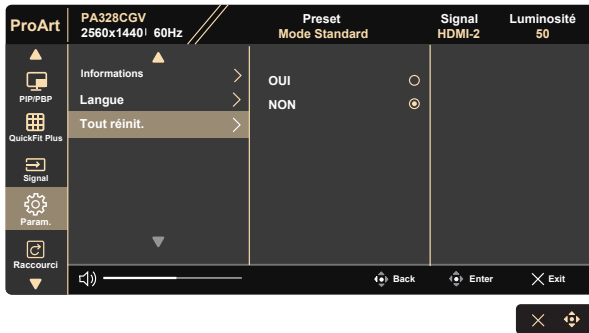 ProArt
PA328CGV
2560x1440 60Hz
Preset
Mode Standard
Signal
HDMI-2
Luminosité
50
PIP/PBP
QuickFit Plus
Signal
Param.
Raccourci
Informations
Langue
Tout réinit.
OUI
NON
Back
Enter
Exit